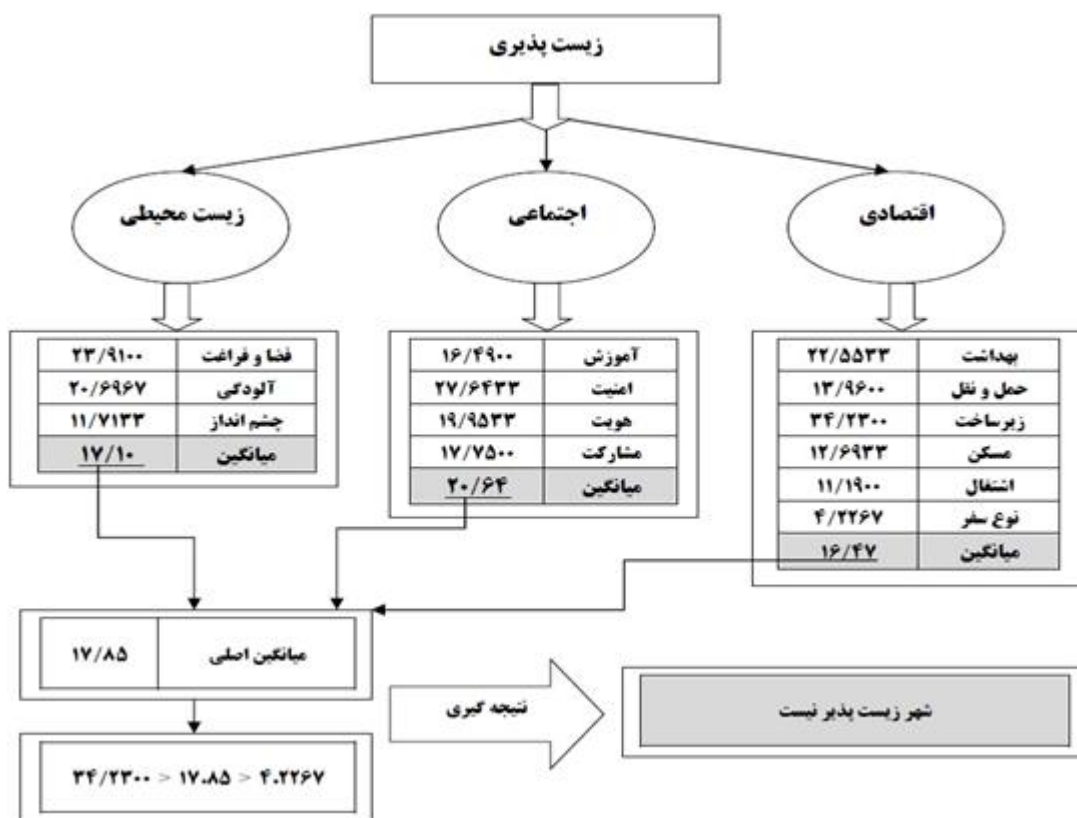 زیست پذیری
اقتصادی
اجتماعی
زیست محیطی
بهداشت ۲۲/۵۵۳۳
حمل و نقل ۱۳/۹۶۰۰
زیرساخت ۳۴/۲۳۰۰
مسکن ۱۲/۶۹۳۳
اشتغال ۱۱/۱۹۰۰
نوع سفر ۴/۲۲۶۷
میانگین ۱۶/۴۷
آموزش ۱۶/۴۹۰۰
امنیت ۲۷/۶۴۳۳
هویت ۱۹/۹۵۳۳
مشارکت ۱۷/۷۵۰۰
میانگین ۲۰/۶۴
فضا و فراغت ۲۳/۹۱۰۰
آلودگی ۲۰/۶۹۶۷
چشم انداز ۱۱/۷۱۳۳
میانگین ۱۷/۱۰
میانگین اصلی ۱۷/۸۵
نتیجه گیری
شهر زیست پذیر نیست
۳۴/۲۳۰۰ > ۱۷.۸۵ > ۴.۲۲۶۷